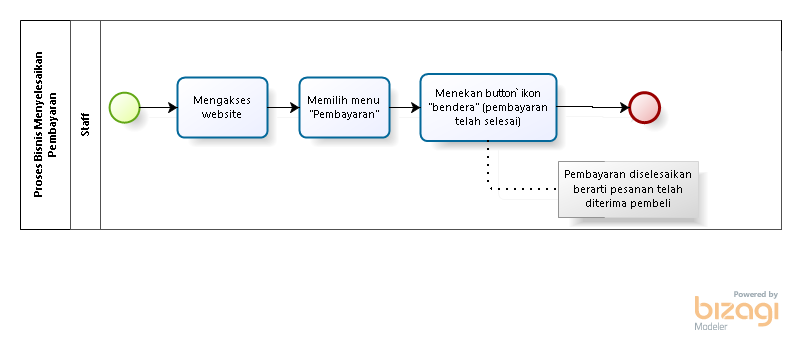 Proses Bisnis Menyelesaikan
Pembayaran
Staff
Mengakses
website
Memilih menu
"Pembayaran"
Menekan button` ikon
"bendera" (pembayaran
telah selesai)
Pembayaran diselesaikan
berarti pesanan telah
diterima pembeli
Powered by
bizagi
Modeler